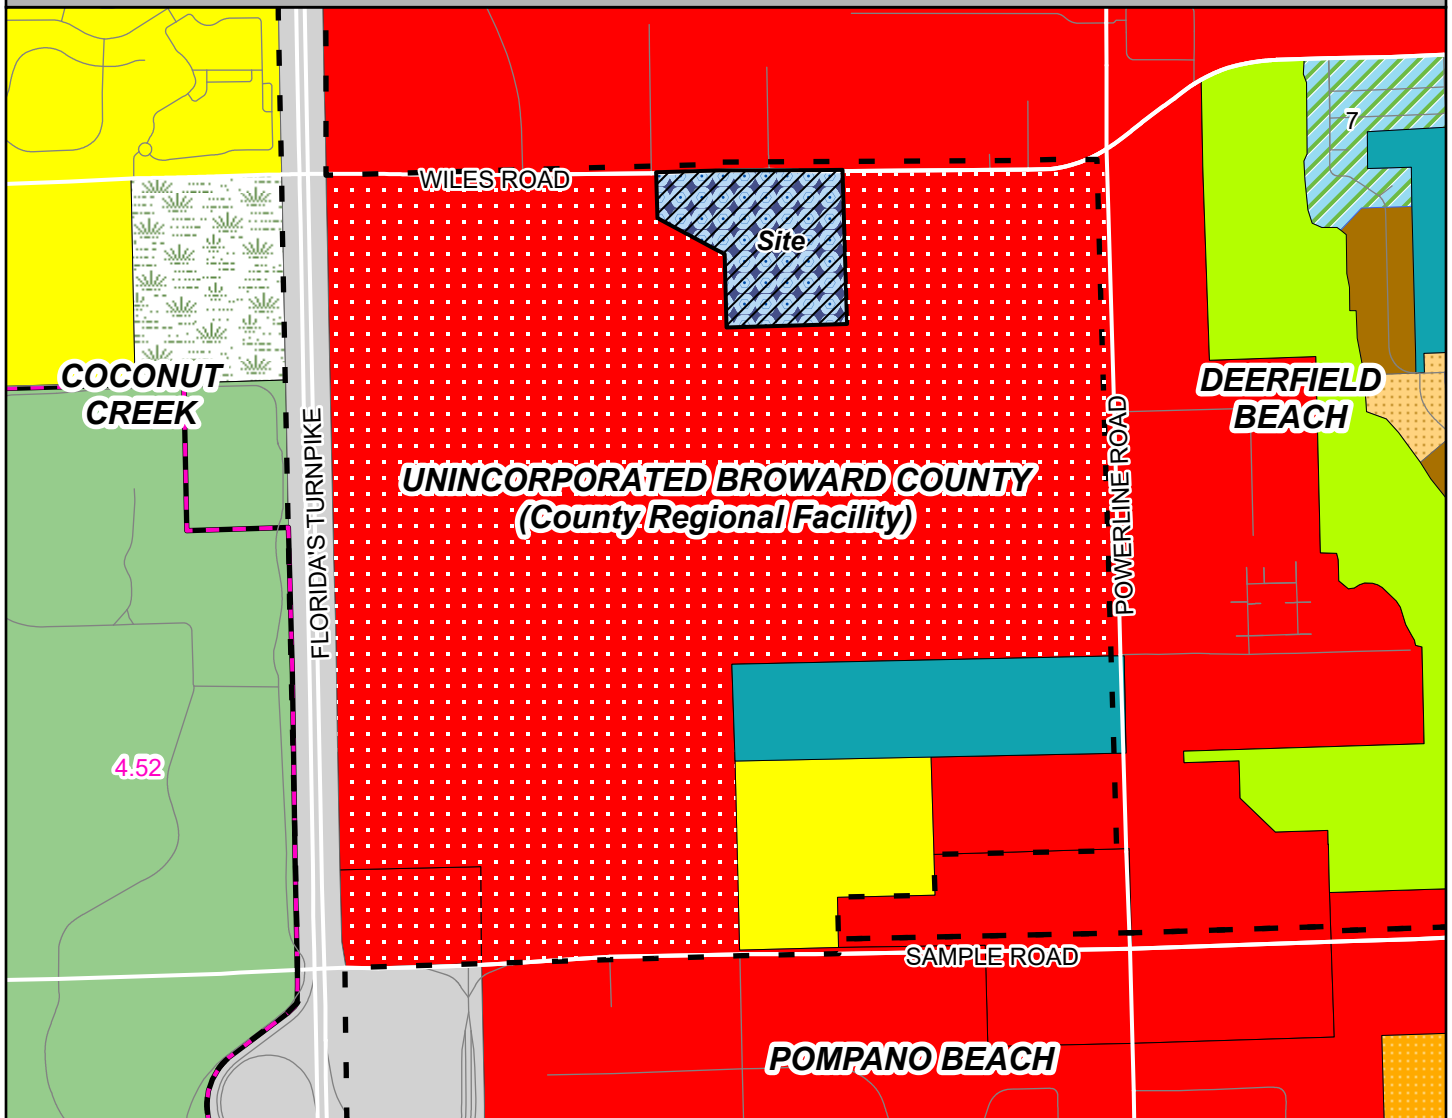 7
WILES ROAD
Site
COCONUT
CREEK
DEERFIELD
BEACH
FLORIDA'S TURNPIKE
POWERLINE ROAD
UNINCORPORATED BROWARD COUNTY
(County Regional Facility)
4.52
SAMPLE ROAD
POMPANO BEACH